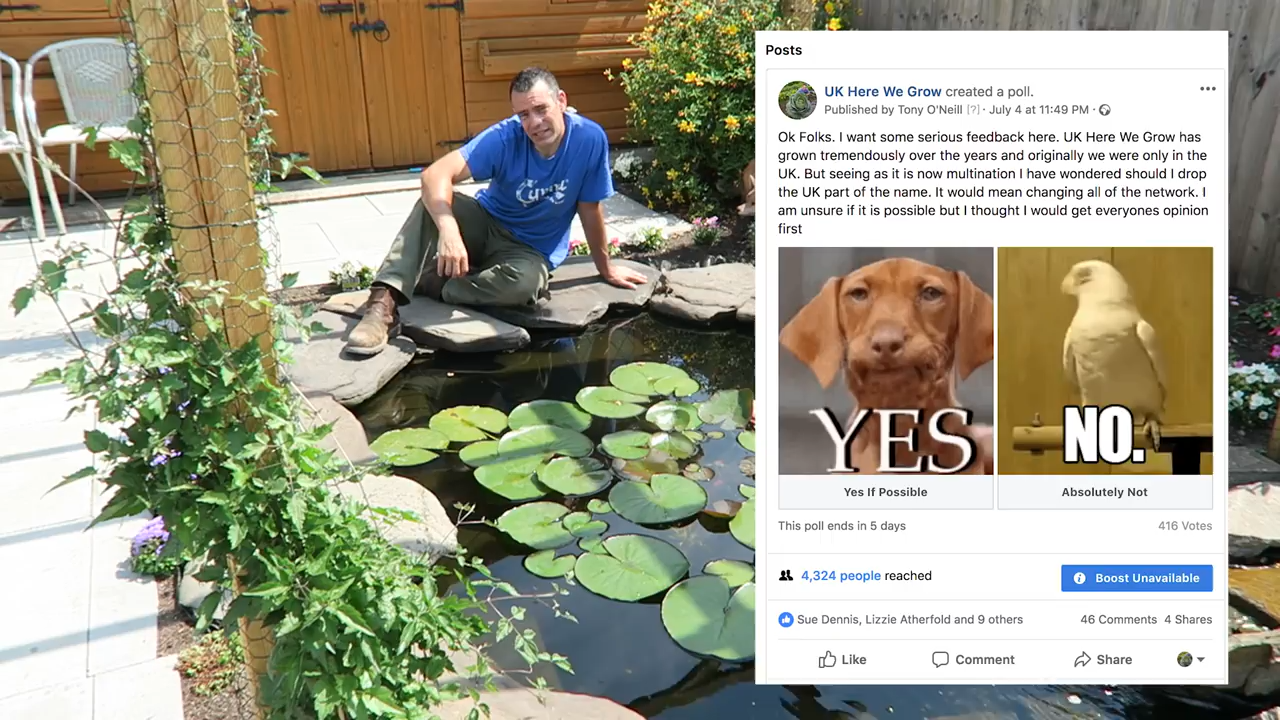 Posts
UK Here We Grow created a poll.
Published by Tony O'Neill [?] · July 4 at 11:49 PM ·
Ok Folks. I want some serious feedback here. UK Here We Grow has
grown tremendously over the years and originally we were only in the
UK. But seeing as it is now multination I have wondered should I drop
the UK part of the name. It would mean changing all of the network. I
am unsure if it is possible but I thought I would get everyones opinion
first
YES
NO.
Yes If Possible
Absolutely Not
This poll ends in 5 days
416 Votes
4,324 people reached
Boost Unavailable
Sue Dennis, Lizzie Atherfold and 9 others
46 Comments 4 Shares
Like
Comment
Share